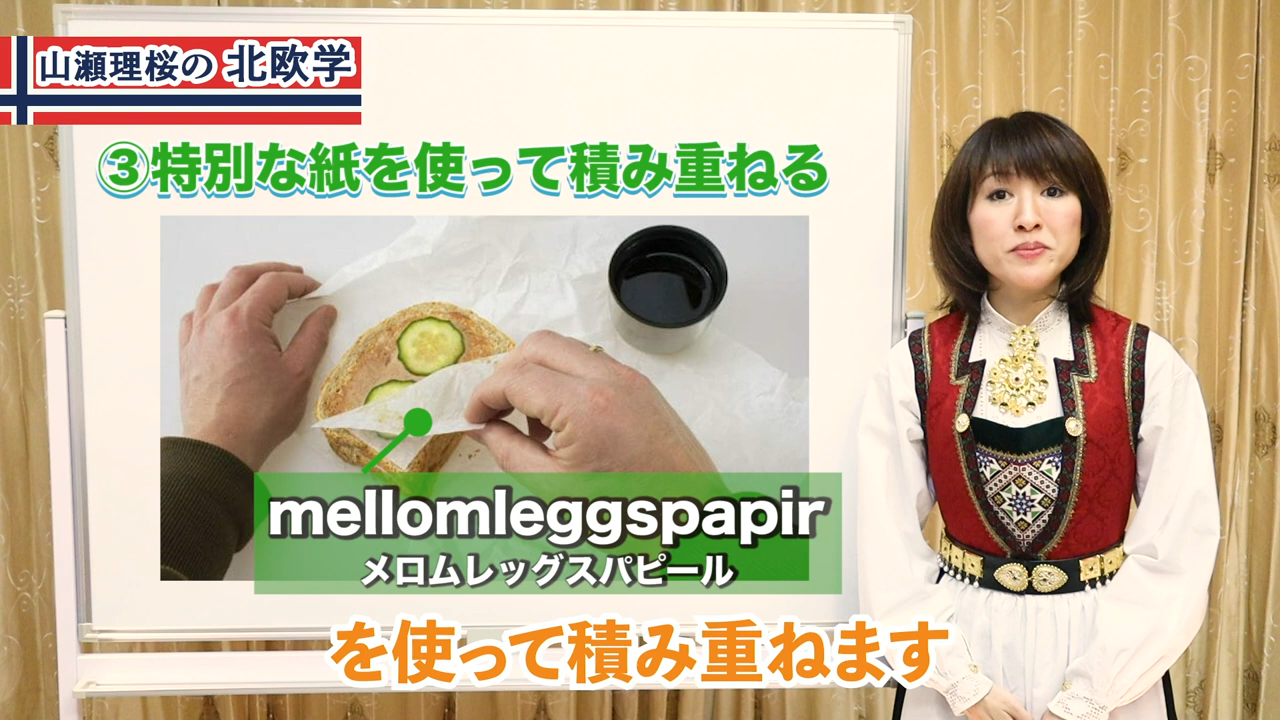 山瀬理桜の 北欧学
③特別な紙を使って積み重ねる
mellomleggspapir
メロムレッグスパピール
を使って積み重ねます